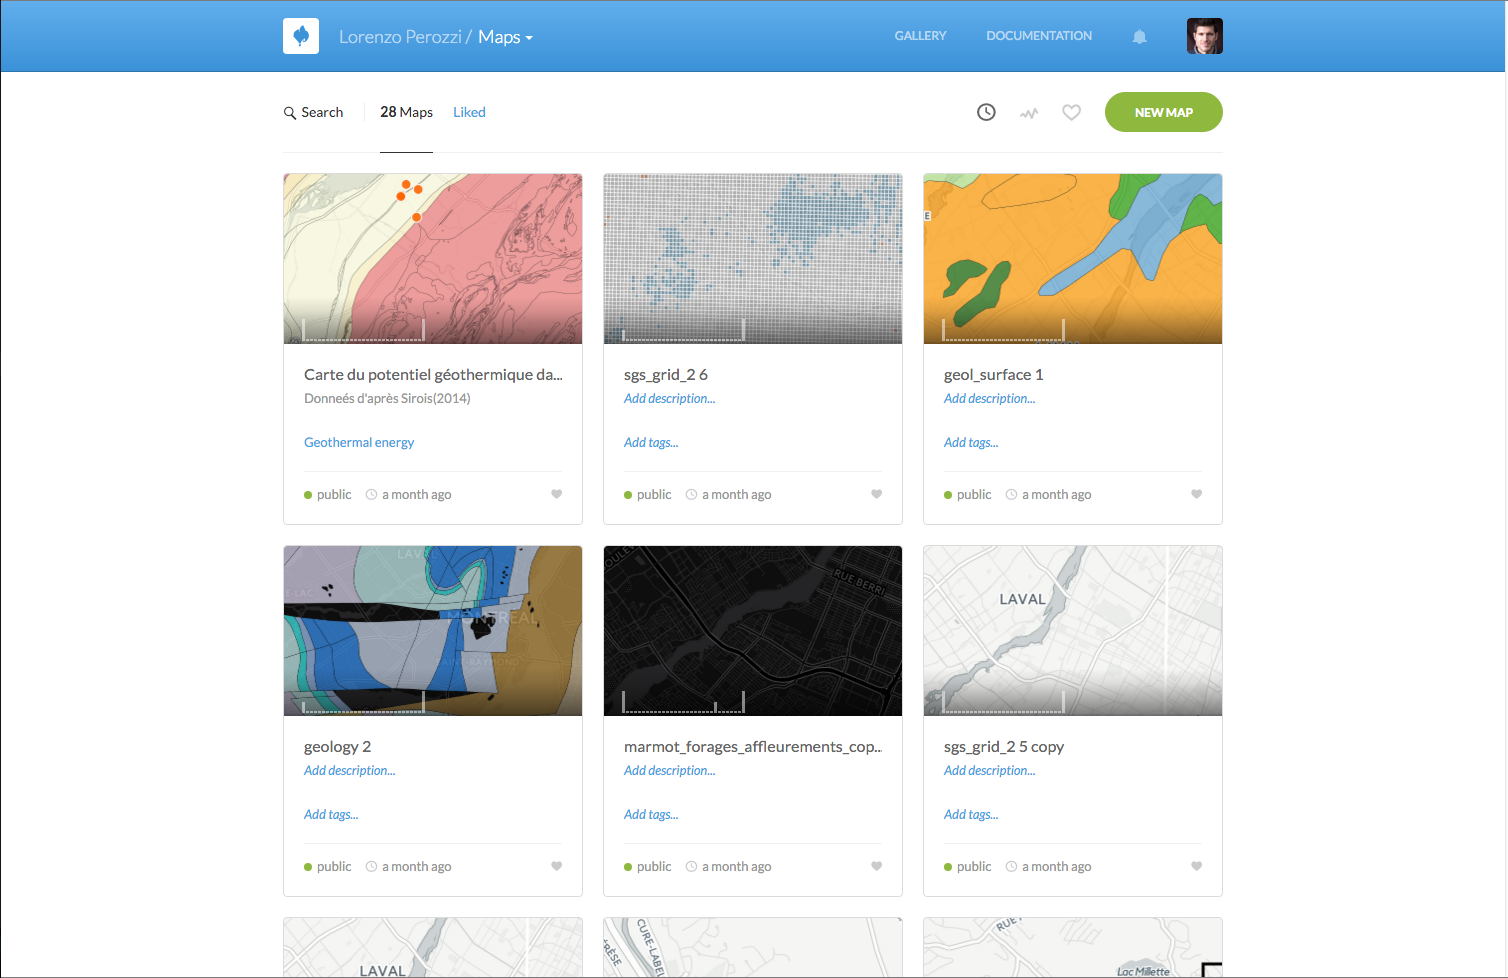 Lorenzo Perozzi / Maps
GALLERY
DOCUMENTATION
Search
28 Maps
Liked
NEW MAP
E
Carte du potentiel géothermique da...
Donneés d'après Sirois(2014)
Geothermal energy
public
a month ago
sgs_grid_2 6
Add description...
Add tags...
public
a month ago
geol_surface 1
Add description...
Add tags...
public
a month ago
LAVAL
E-LAC
MONTRÉAL
SAINT-RAYMOND
geology 2
Add description...
Add tags...
public
a month ago
RUE BERRI
marmot_forages_affleurements_cop...
Add description...
Add tags...
public
a month ago
LAVAL
sgs_grid_2 5 copy
Add description...
Add tags...
public
a month ago
LAVAL
CURE-LABEL
RÈSE
RUE
Lac Millette